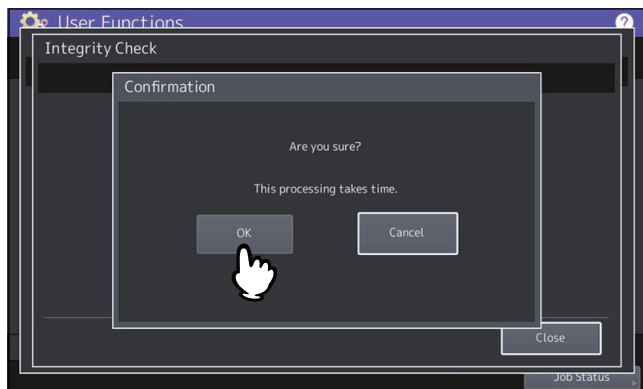 User Functions
?
Integrity Check
Confirmation
Are you sure?
This processing takes time.
OK
Cancel
Close
Job Status